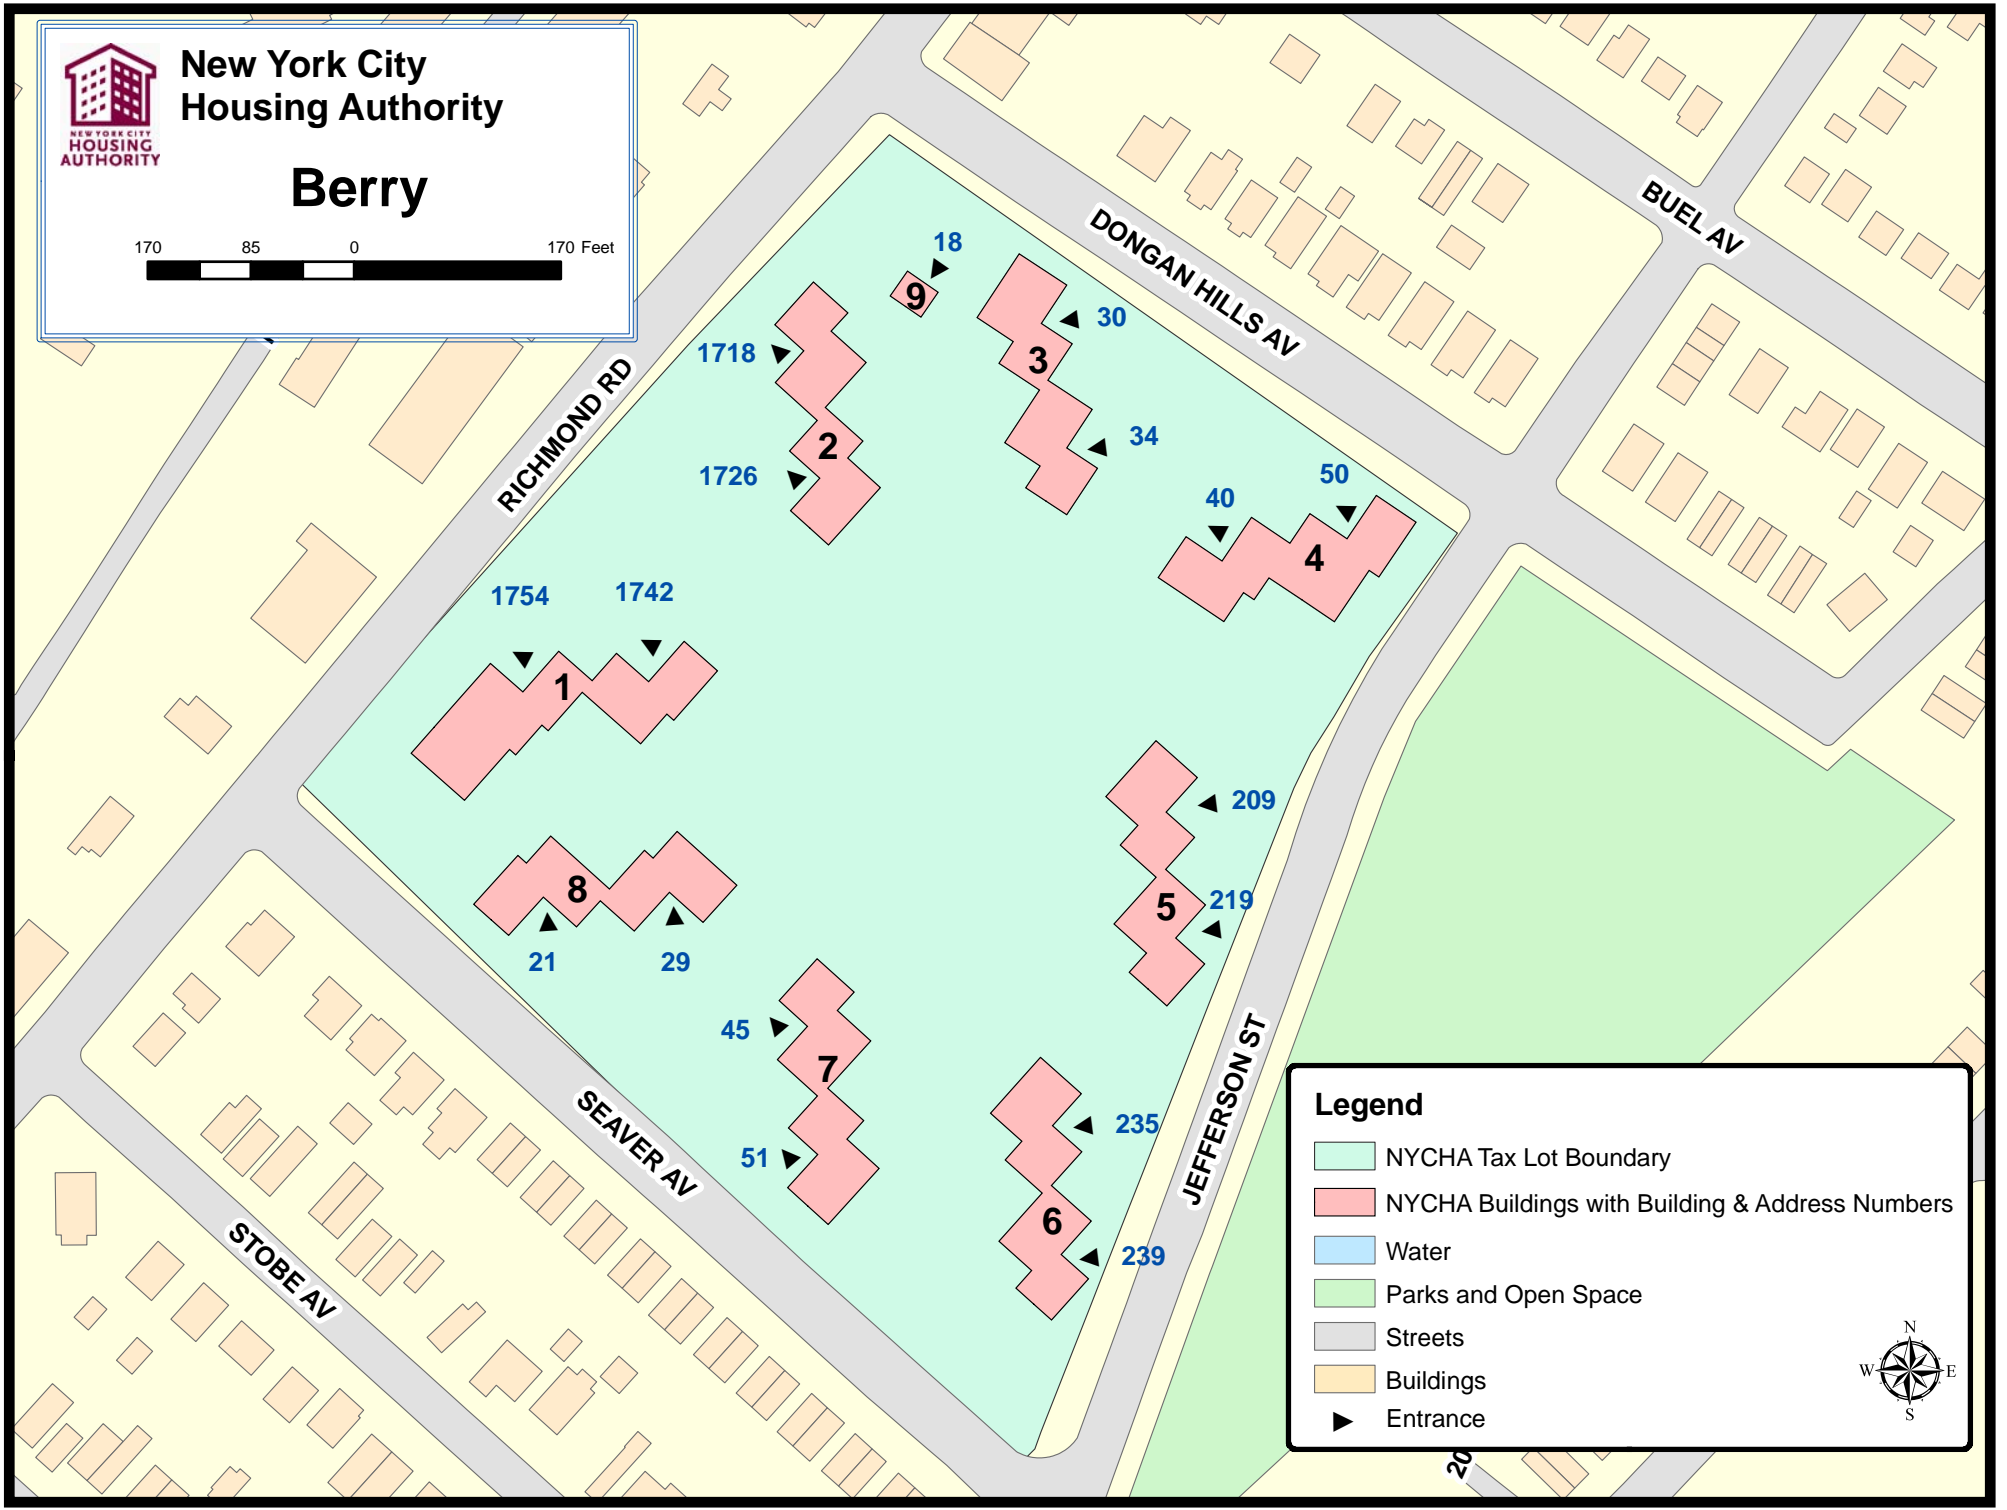 New York City
Housing Authority
NEW YORK CITY
HOUSING
AUTHORITY
Berry
170 85 0 170 Feet
BUEL AV
DONGAN HILLS AV
RICHMOND RD
SEAVER AV
STOBE AV
JEFFERSON ST
18
9
30
3
34
1718
2
1726
50
40
4
1754
1742
1
209
219
5
8
21
29
45
7
51
235
6
239
20
Legend
NYCHA Tax Lot Boundary
NYCHA Buildings with Building & Address Numbers
Water
Parks and Open Space
Streets
Buildings
Entrance
N
W E
S